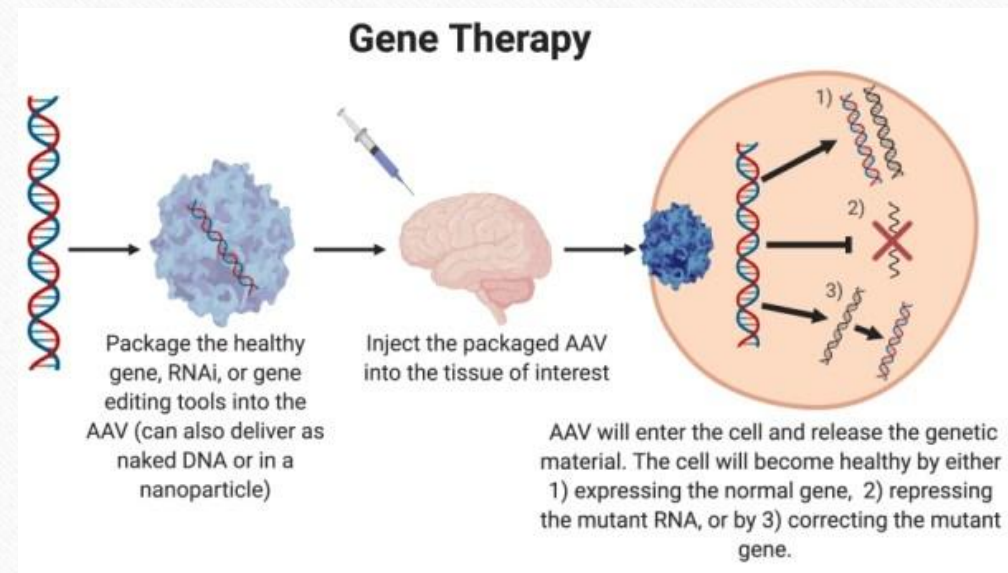 Gene Therapy
Package the healthy
gene, RNAi, or gene
editing tools into the
AAV (can also deliver as
naked DNA or in a
nanoparticle)
Inject the packaged AAV
into the tissue of interest
1)
2)
3)
AAV will enter the cell and release the genetic
material. The cell will become healthy by either
1) expressing the normal gene, 2) repressing
the mutant RNA, or by 3) correcting the mutant
gene.